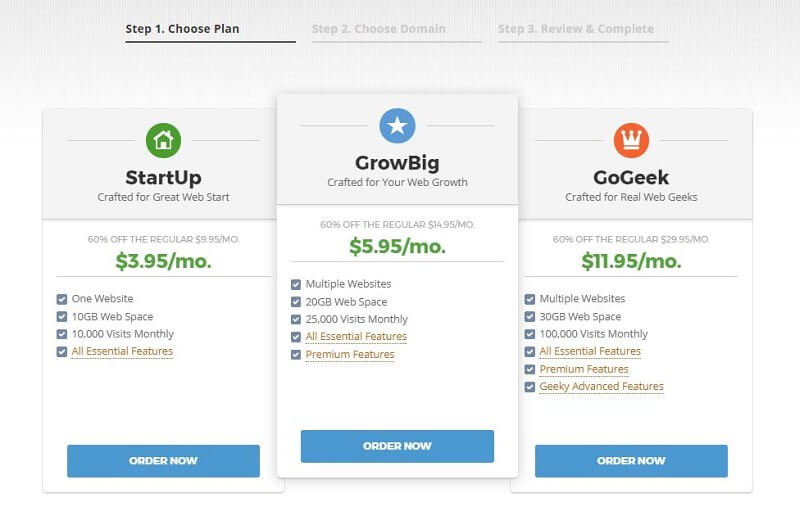 Step 1. Choose Plan
Step 2. Choose Domain
Step 3. Review & Complete
StartUp
Crafted for Great Web Start
60% OFF THE REGULAR $9.95/MO.
$3.95/mo.
One Website
10GB Web Space
10,000 Visits Monthly
All Essential Features
ORDER NOW
GrowBig
Crafted for Your Web Growth
60% OFF THE REGULAR $14.95/MO.
$5.95/mo.
Multiple Websites
20GB Web Space
25,000 Visits Monthly
All Essential Features
Premium Features
ORDER NOW
GoGeek
Crafted for Real Web Geeks
60% OFF THE REGULAR $29.95/MO.
$11.95/mo.
Multiple Websites
30GB Web Space
100,000 Visits Monthly
All Essential Features
Premium Features
Geeky Advanced Features
ORDER NOW